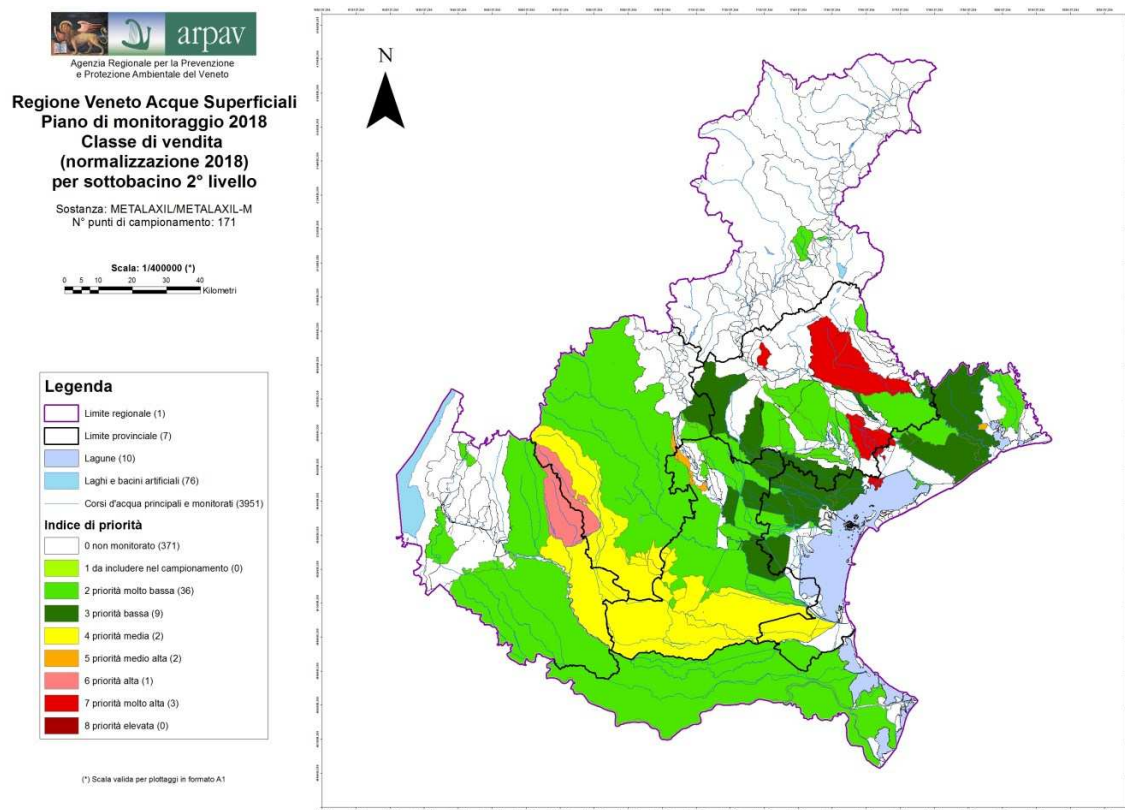 arpav
Agenzia Regionale per la Prevenzione
e Protezione Ambientale del Veneto
Regione Veneto Acque Superficiali
Piano di monitoraggio 2018
Classe di vendita
(normalizzazione 2018)
per sottobacino 2° livello
Sostanza: METALAXIL/METALAXIL-M
N° punti di campionamento: 171
Scala: 1/400000 (*)
0 5 10 20 30 40
Kilometri
N
Legenda
Limite regionale (1)
Limite provinciale (7)
Lagune (10)
Laghi e bacini artificiali (76)
Corsi d'acqua principali e monitorati (3951)
Indice di priorità
0 non monitorato (371)
1 da includere nel campionamento (0)
2 priorità molto bassa (36)
3 priorità bassa (9)
4 priorità media (2)
5 priorità medio alta (2)
6 priorità alta (1)
7 priorità molto alta (3)
8 priorità elevata (0)
(*) Scala valida per plottaggi in formato A1